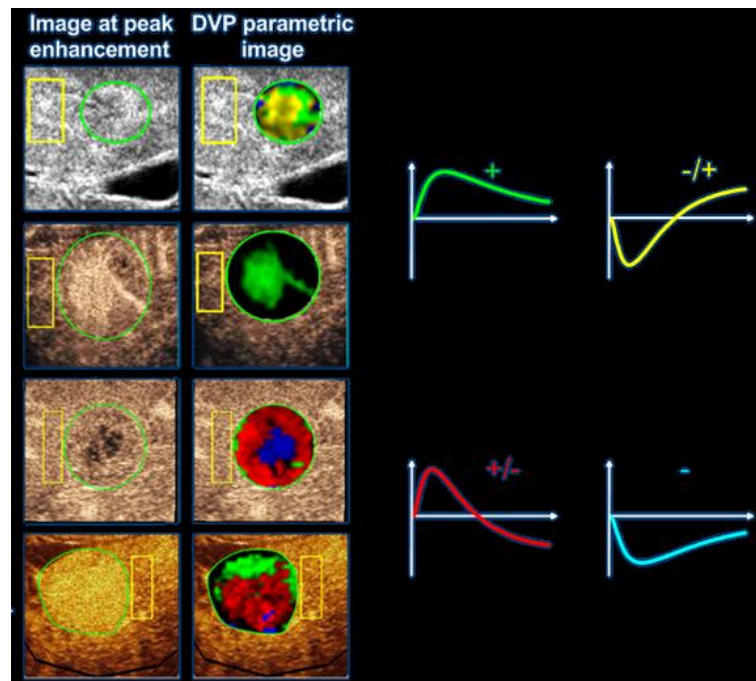 Image at peak
enhancement
DVP parametric
image
+
-/+
+/-
-